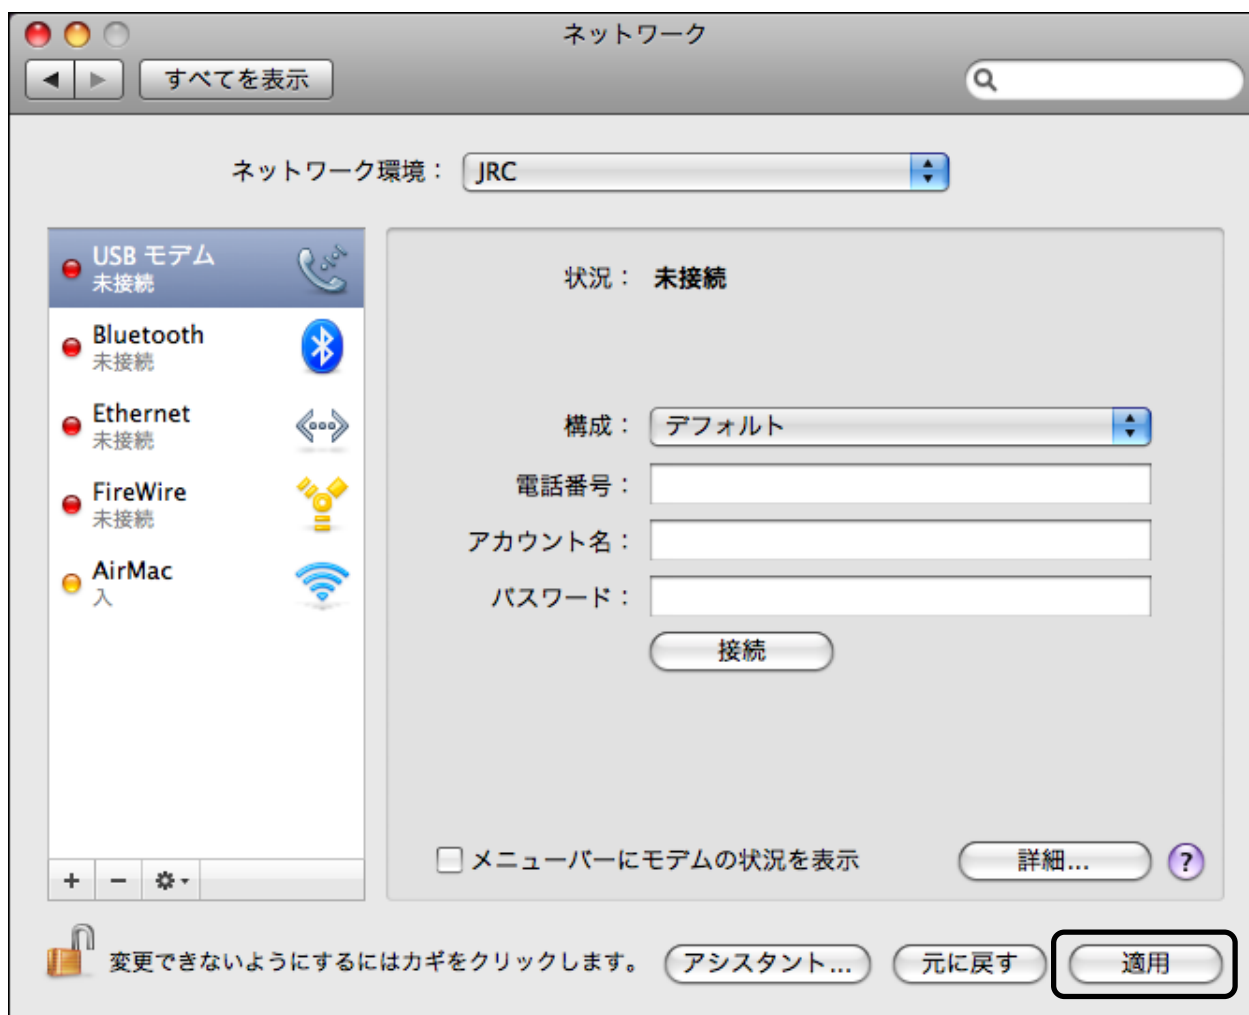 ネットワーク
すべてを表示
ネットワーク環境： JRC
USB モデム
未接続
Bluetooth
未接続
Ethernet
未接続
FireWire
未接続
AirMac
入
状況： 未接続
構成： デフォルト
電話番号：
アカウント名：
パスワード：
接続
メニューバーにモデムの状況を表示
詳細...
?
変更できないようにするにはカギをクリックします。
アシスタント...
元に戻す
適用